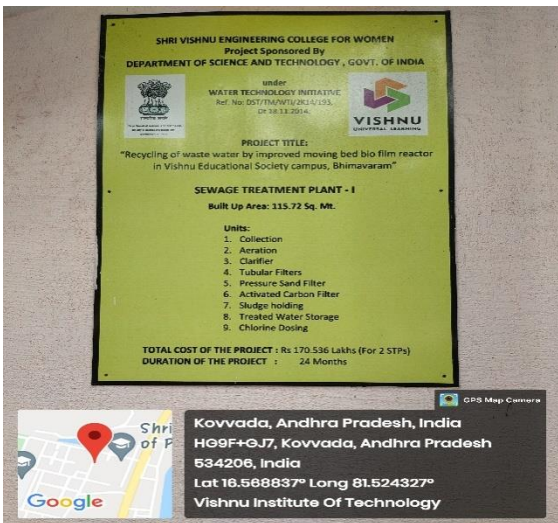 SHRI VISHNU ENGINEERING COLLEGE FOR WOMEN
Project Sponsored By
DEPARTMENT OF SCIENCE AND TECHNOLOGY , GOVT. OF INDIA
under
WATER TECHNOLOGY INITIATIVE
Ref. No: DST/TM/WTI/2K14/193,
Dt 18.11.2014.
VISHNU
UNIVERSAL LEARNING
PROJECT TITLE:
"Recycling of waste water by improved moving bed bio film reactor
in Vishnu Educational Society campus, Bhimavaram"
SEWAGE TREATMENT PLANT - I
Built Up Area: 115.72 Sq. Mt.
Units:
1. Collection
2. Aeration
3. Clarifier
4. Tubular Filters
5. Pressure Sand Filter
6. Activated Carbon Filter
7. Sludge holding
8. Treated Water Storage
9. Chlorine Dosing
TOTAL COST OF THE PROJECT : Rs 170.536 Lakhs (For 2 STPs)
DURATION OF THE PROJECT : 24 Months
GPS Map Camera
Shri
of P
Google
Kovvada, Andhra Pradesh, India
HG9F+GJ7, Kovvada, Andhra Pradesh
534206, India
Lat 16.568837° Long 81.524327°
Vishnu Institute Of Technology